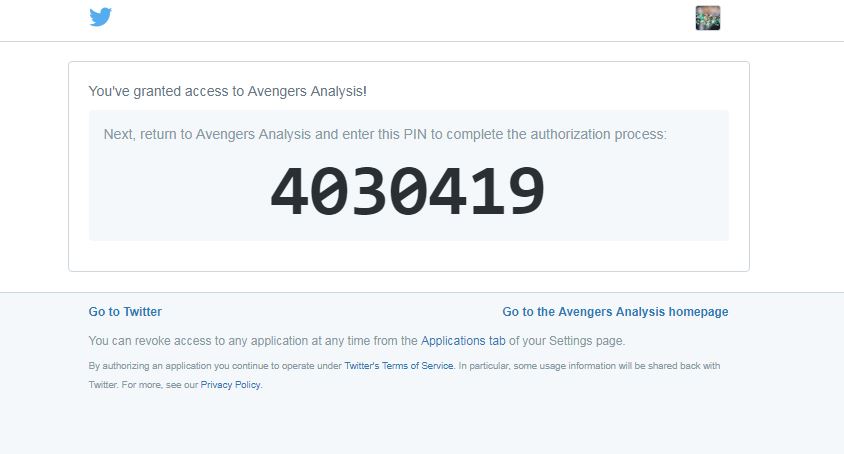 You've granted access to Avengers Analysis!
Next, return to Avengers Analysis and enter this PIN to complete the authorization process:
4030419
Go to Twitter
Go to the Avengers Analysis homepage
You can revoke access to any application at any time from the Applications tab of your Settings page.
By authorizing an application you continue to operate under Twitter's Terms of Service. In particular, some usage information will be shared back with
Twitter. For more, see our Privacy Policy.